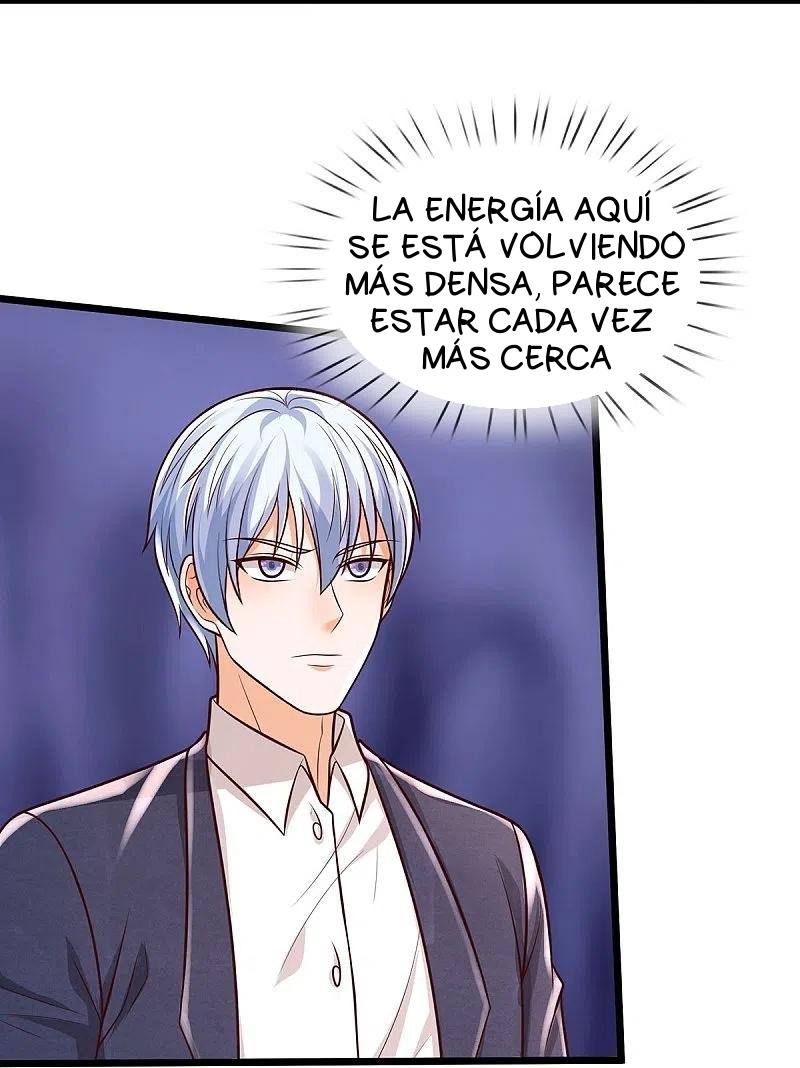 LA ENERGÍA AQUÍ
SE ESTÁ VOLVIENDO
MÁS DENSA, PARECE
ESTAR CADA VEZ
MÁS CERCA